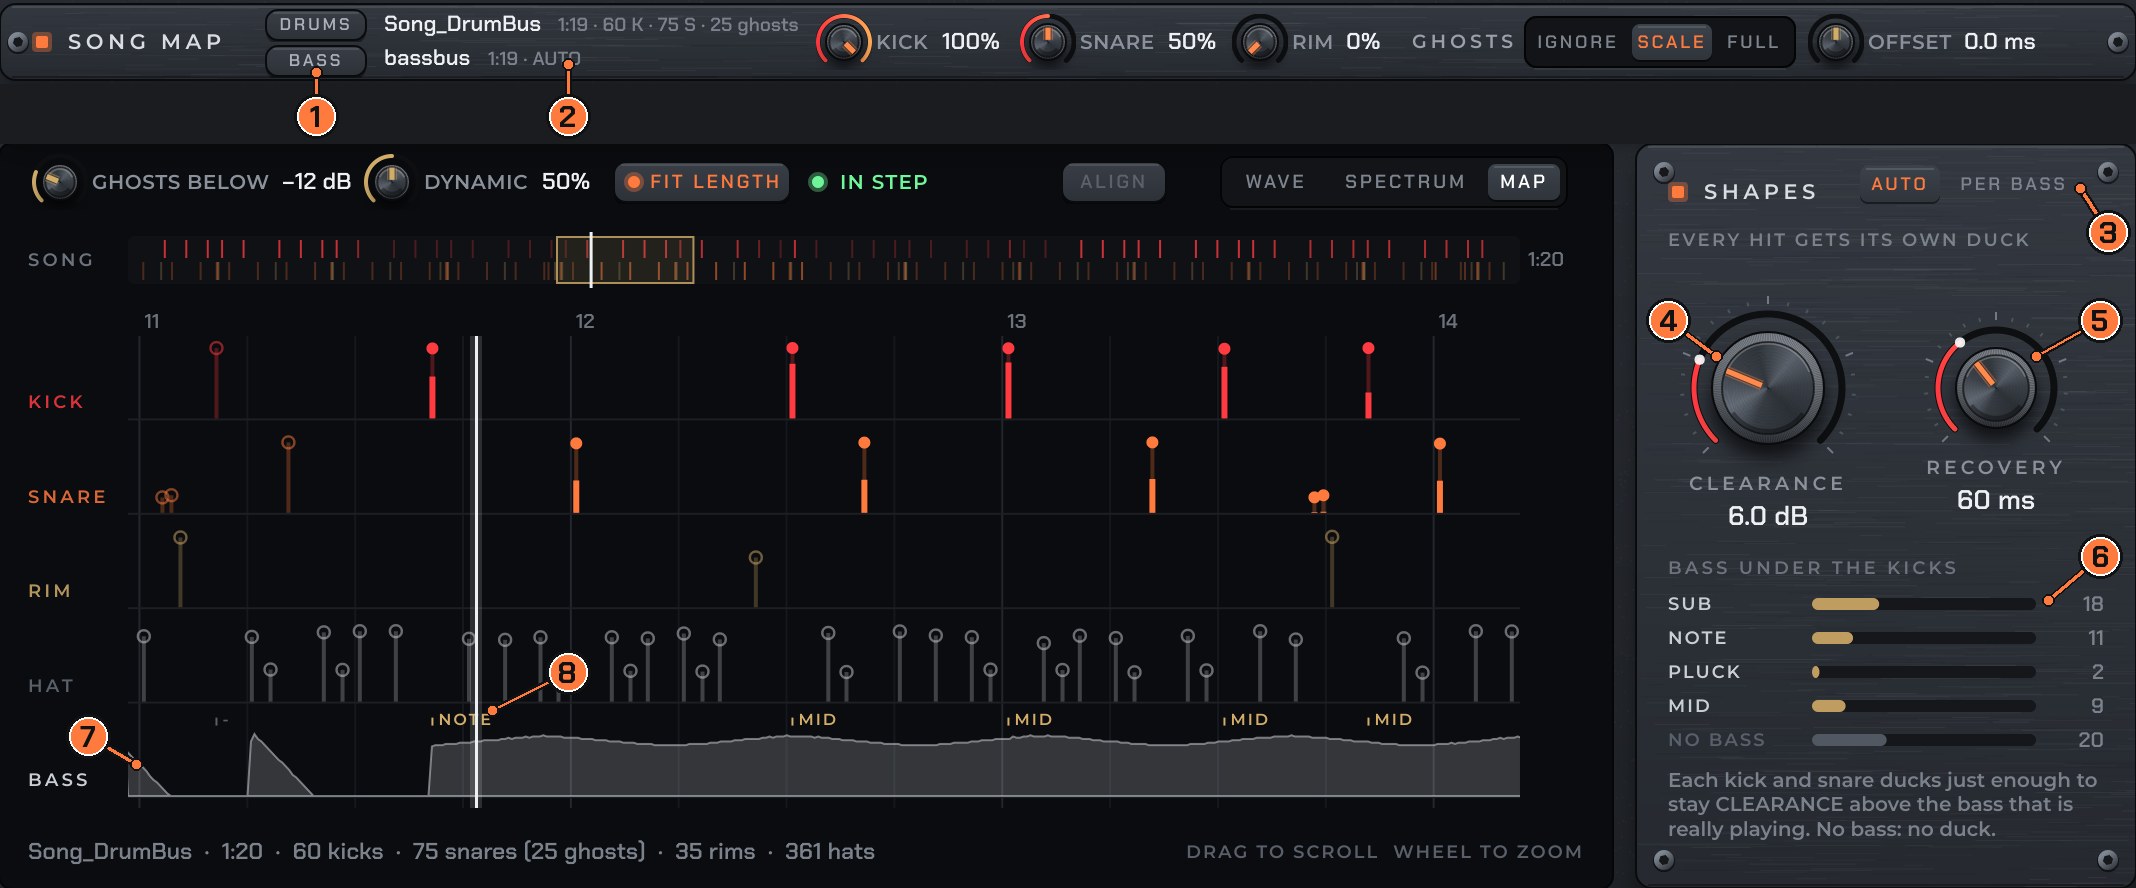 SONG MAP
DRUMS Song_DrumBus 1:19 · 60 K · 75 S · 25 ghosts
BASS bassbus 1:19 · AUTO
KICK 100% SNARE 50% RIM 0% GHOSTS IGNORE SCALE FULL OFFSET 0.0 ms
1 2
GHOSTS BELOW −12 dB DYNAMIC 50% FIT LENGTH IN STEP ALIGN WAVE SPECTRUM MAP
SONG 1:20
11 12 13 14
KICK
SNARE
RIM
HAT
8
- NOTE MID MID MID MID
7
BASS
Song_DrumBus · 1:20 · 60 kicks · 75 snares (25 ghosts) · 35 rims · 361 hats
DRAG TO SCROLL WHEEL TO ZOOM
SHAPES AUTO PER BASS
3
EVERY HIT GETS ITS OWN DUCK
4 5
CLEARANCE
6.0 dB
RECOVERY
60 ms
6
BASS UNDER THE KICKS
SUB 18
NOTE 11
PLUCK 2
MID 9
NO BASS 20
Each kick and snare ducks just enough to
stay CLEARANCE above the bass that is
really playing. No bass: no duck.